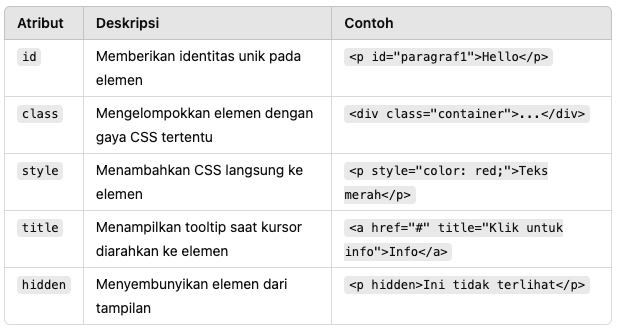 Atribut Deskripsi Contoh
id Memberikan identitas unik pada <p id="paragraf1">Hello</p>
elemen
class Mengelompokkan elemen dengan <div class="container">...</div>
gaya CSS tertentu
style Menambahkan CSS langsung ke <p style="color: red;">Teks
elemen merah</p>
title Menampilkan tooltip saat kursor <a href="#" title="Klik untuk
diarahkan ke elemen info">Info</a>
hidden Menyembunyikan elemen dari <p hidden>Ini tidak terlihat</p>
tampilan